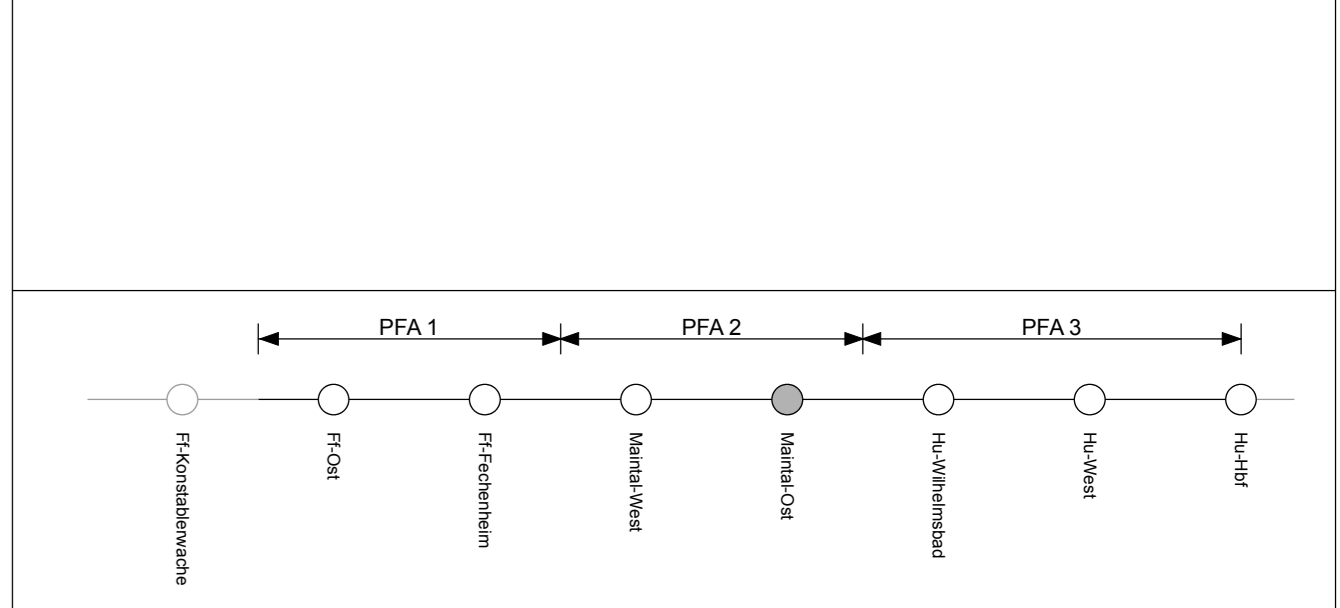 PFA 1
PFA 2
PFA 3
Ff-Konstablerwache
Ff-Ost
Ff-Fechenheim
Maintal-West
Maintal-Ost
Hu-Wilhelmsbad
Hu-West
Hu-Hbf